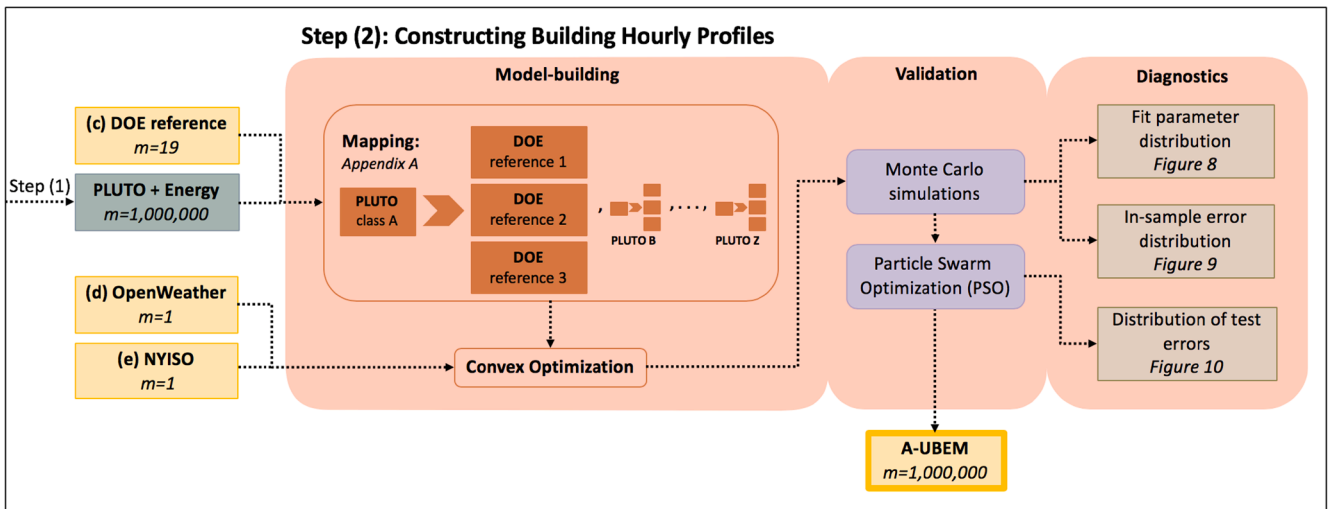 Step (2): Constructing Building Hourly Profiles
Model-building
Validation
Diagnostics
(c) DOE reference
m=19
Step (1)
PLUTO + Energy
m=1,000,000
(d) OpenWeather
m=1
(e) NYISO
m=1
Mapping:
Appendix A
PLUTO
class A
DOE
reference 1
DOE
reference 2
DOE
reference 3
, 
PLUTO B
, ... ,
PLUTO Z
Convex Optimization
Monte Carlo
simulations
Particle Swarm
Optimization (PSO)
A-UBEM
m=1,000,000
Fit parameter
distribution
Figure 8
In-sample error
distribution
Figure 9
Distribution of test
errors
Figure 10